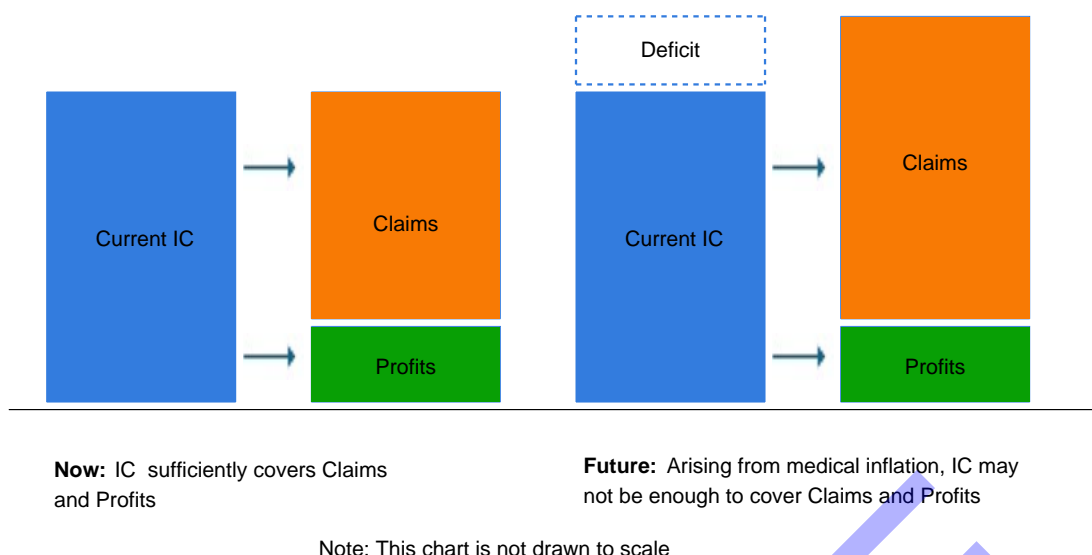 Deficit
Current IC
Claims
Profits
Current IC
Claims
Profits
Now: IC sufficiently covers Claims
and Profits
Future: Arising from medical inflation, IC may
not be enough to cover Claims and Profits
Note: This chart is not drawn to scale